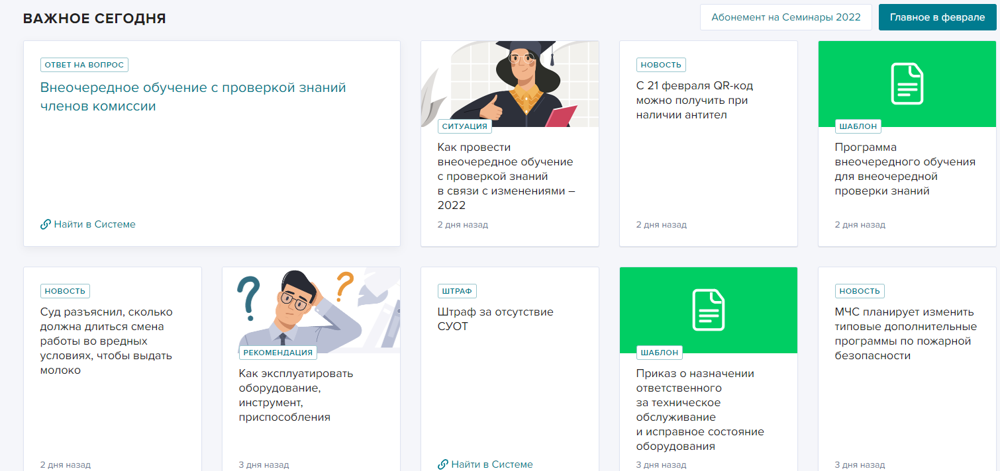 ВАЖНОЕ СЕГОДНЯ
Абонемент на Семинары 2022
Главное в феврале
ОТВЕТ НА ВОПРОС
Внеочередное обучение с проверкой знаний
членов комиссии
Найти в Системе
СИТУАЦИЯ
Как провести
внеочередное обучение
с проверкой знаний
в связи с изменениями –
2022
2 дня назад
НОВОСТЬ
С 21 февраля QR-код
можно получить при
наличии антител
2 дня назад
ШАБЛОН
Программа
внеочередного обучения
для внеочередной
проверки знаний
2 дня назад
НОВОСТЬ
Суд разъяснил, сколько
должна длиться смена
работы во вредных
условиях, чтобы выдать
молоко
2 дня назад
РЕКОМЕНДАЦИЯ
Как эксплуатировать
оборудование,
инструмент,
приспособления
3 дня назад
ШТРАФ
Штраф за отсутствие
СУОТ
Найти в Системе
ШАБЛОН
Приказ о назначении
ответственного
за техническое
обслуживание
и исправное состояние
оборудования
3 дня назад
НОВОСТЬ
МЧС планирует изменить
типовые дополнительные
программы по пожарной
безопасности
3 дня назад